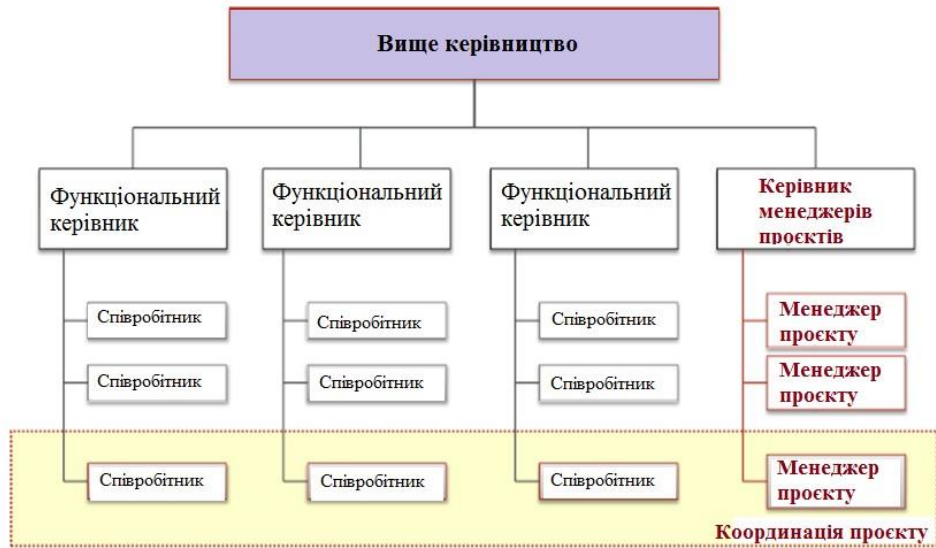 Вище керівництво
Функціональний
керівник
Функціональний
керівник
Функціональний
керівник
Керівник
менеджерів
проєктів
Співробітник
Співробітник
Співробітник
Менеджер
проєкту
Співробітник
Співробітник
Співробітник
Менеджер
проєкту
Співробітник
Співробітник
Співробітник
Менеджер
проєкту
Координація проєкту